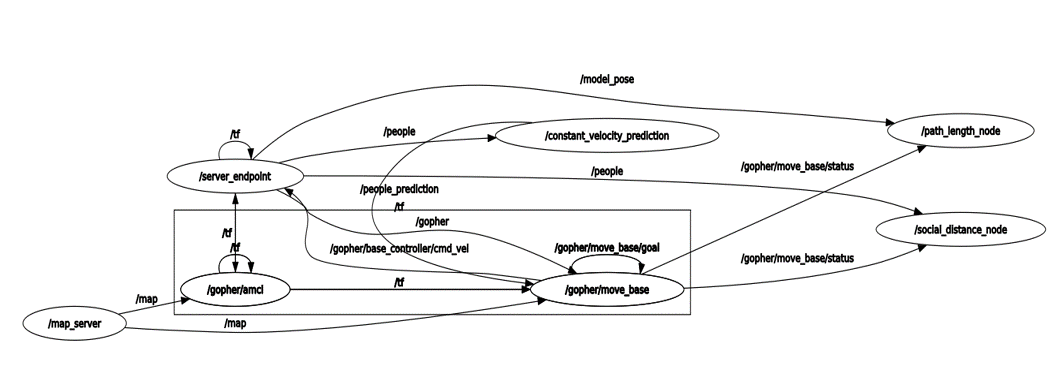 /model_pose
/tf
/people
/constant_velocity_prediction
/path_length_node
/server_endpoint
/people
/gopher/move_base/status
/people_prediction
/tf
/gopher
/tf
/tf
/gopher/base_controller/cmd_vel
/gopher/move_base/goal
/social_distance_node
/gopher/move_base/status
/gopher/amcl
/tf
/gopher/move_base
/map
/map_server
/map